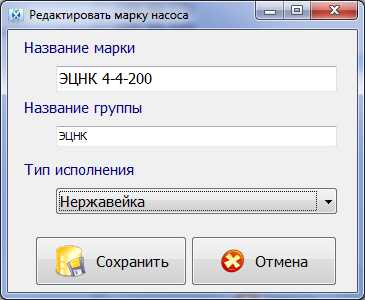 Редактировать марку насоса
Название марки
ЭЦНК 4-4-200
Название группы
ЭЦНК
Тип исполнения
Нержавейка
Сохранить
Отмена